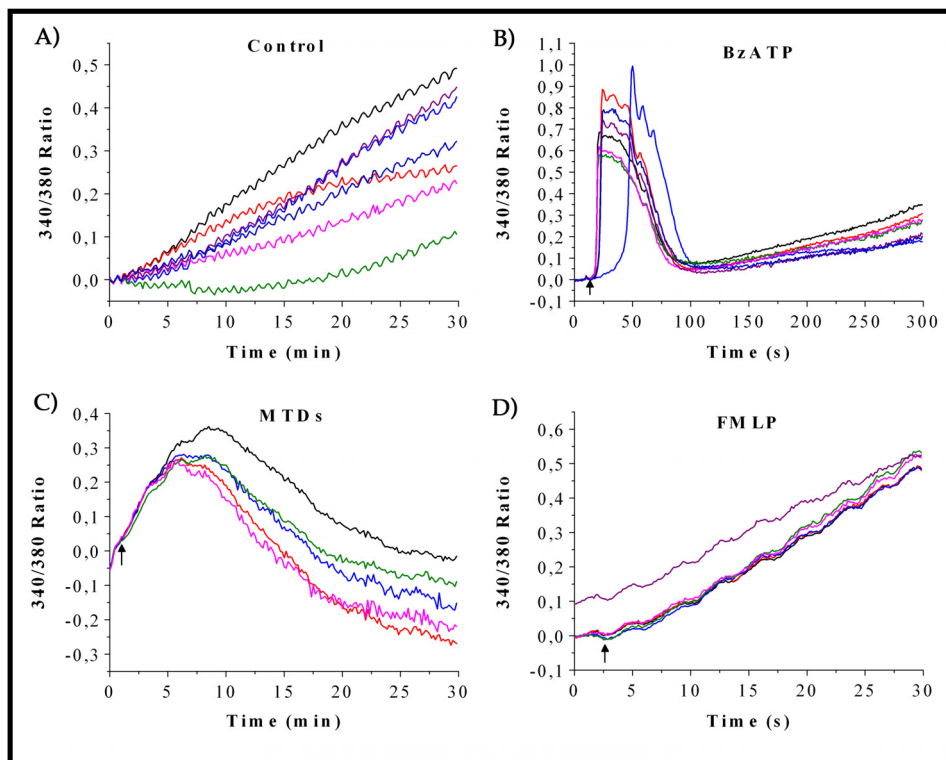 A)
Control
0,5
0,4
0,3
0,2
0,1
0,0
340/380 Ratio
0 5 10 15 20 25 30
Time (min)
B)
BzATP
1,1
1,0
0,9
0,8
0,7
0,6
0,5
0,4
0,3
0,2
0,1
0,0
-0,1
340/380 Ratio
0 50 100 150 200 250 300
Time (s)
C)
MTDs
0,4
0,3
0,2
0,1
0,0
-0,1
-0,2
-0,3
340/380 Ratio
0 5 10 15 20 25 30
Time (min)
D)
FMLP
0,6
0,5
0,4
0,3
0,2
0,1
0,0
-0,1
340/380 Ratio
0 5 10 15 20 25 30
Time (s)